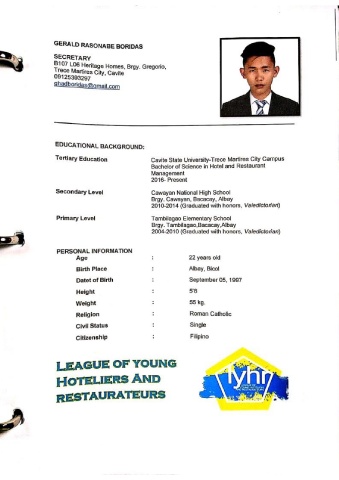 GERALD RASONABE BORIDAS
SECRETARY
B107 L06 Heritage Homes, Brgy. Gregorio,
Trece Martires City, Cavite
09125393297
ghadboridas@gmail.com
EDUCATIONAL BACKGROUND:
Tertiary Education Cavite State University-Trece Martires City Campus
Bachelor of Science in Hotel and Restaurant
Management
2016- Present
Secondary Level Cawayan National High School
Brgy. Cawayan, Bacacay, Albay
2010-2014 (Graduated with honors, Valedictorian)
Primary Level Tambilagao Elementary School
Brgy. Tambilagao,Bacacay,Albay
2004-2010 (Graduated with honors, Valedictorian)
PERSONAL INFORMATION
Age : 22 years old
Birth Place : Albay, Bicol
Datet of Birth : September 05, 1997
Height : 5'6
Weight : 55 kg.
Religion : Roman Catholic
Civil Status : Single
Citizenship : Filipino
LEAGUE OF YOUNG
HOTELIERS AND
RESTAURATEURS
lyhr